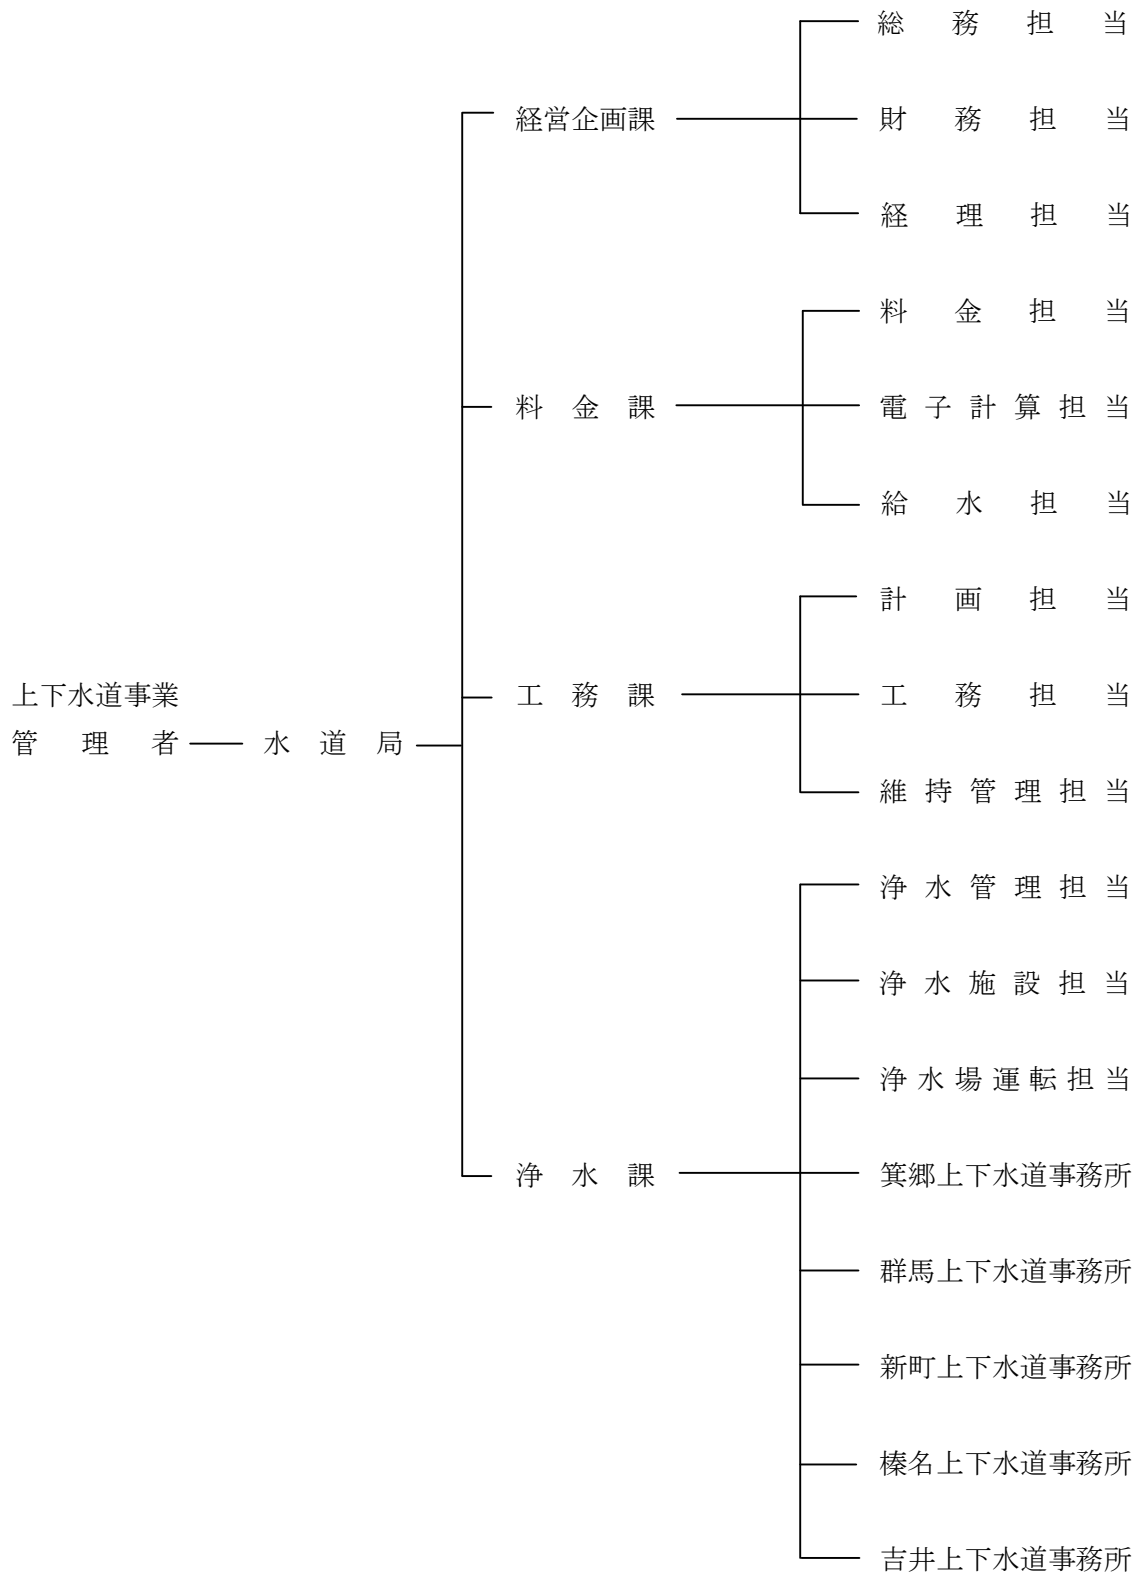 上下水道事業
管理者
水道局
経営企画課
総務担当
財務担当
経理担当
料金課
料金担当
電子計算担当
給水担当
工務課
計画担当
工務担当
維持管理担当
浄水課
浄水管理担当
浄水施設担当
浄水場運転担当
箕郷上下水道事務所
群馬上下水道事務所
新町上下水道事務所
榛名上下水道事務所
吉井上下水道事務所